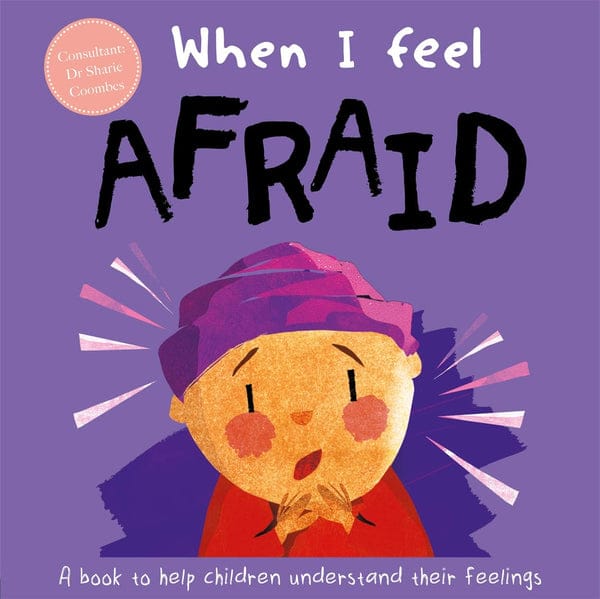 Consultant:
Dr Sharie
Coombes
When I feel
AFRAID
A book to help children understand their feelings